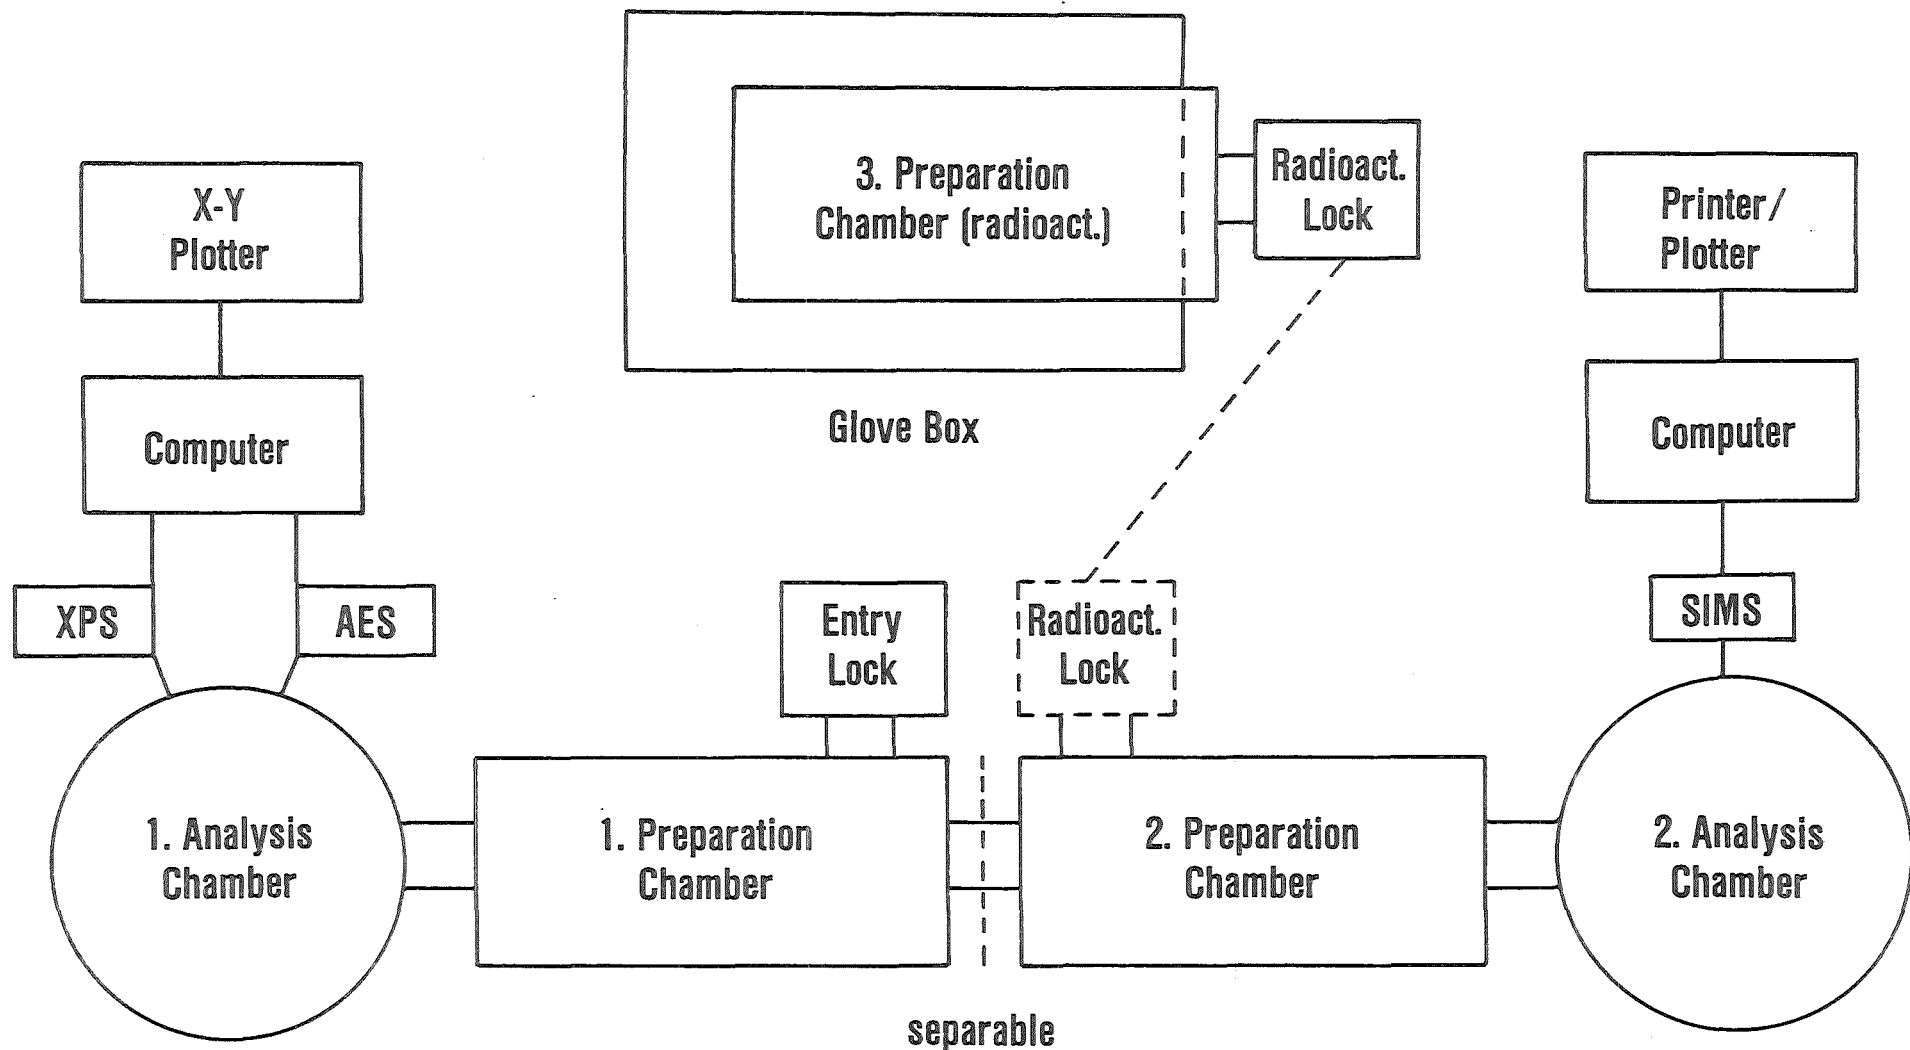 3. Preparation
Chamber (radioact.)
Radioact.
Lock
X-Y
Plotter
Printer/
Plotter
Glove Box
Computer
Computer
XPS
AES
Entry
Lock
Radioact.
Lock
SIMS
1. Analysis
Chamber
1. Preparation
Chamber
2. Preparation
Chamber
2. Analysis
Chamber
separable